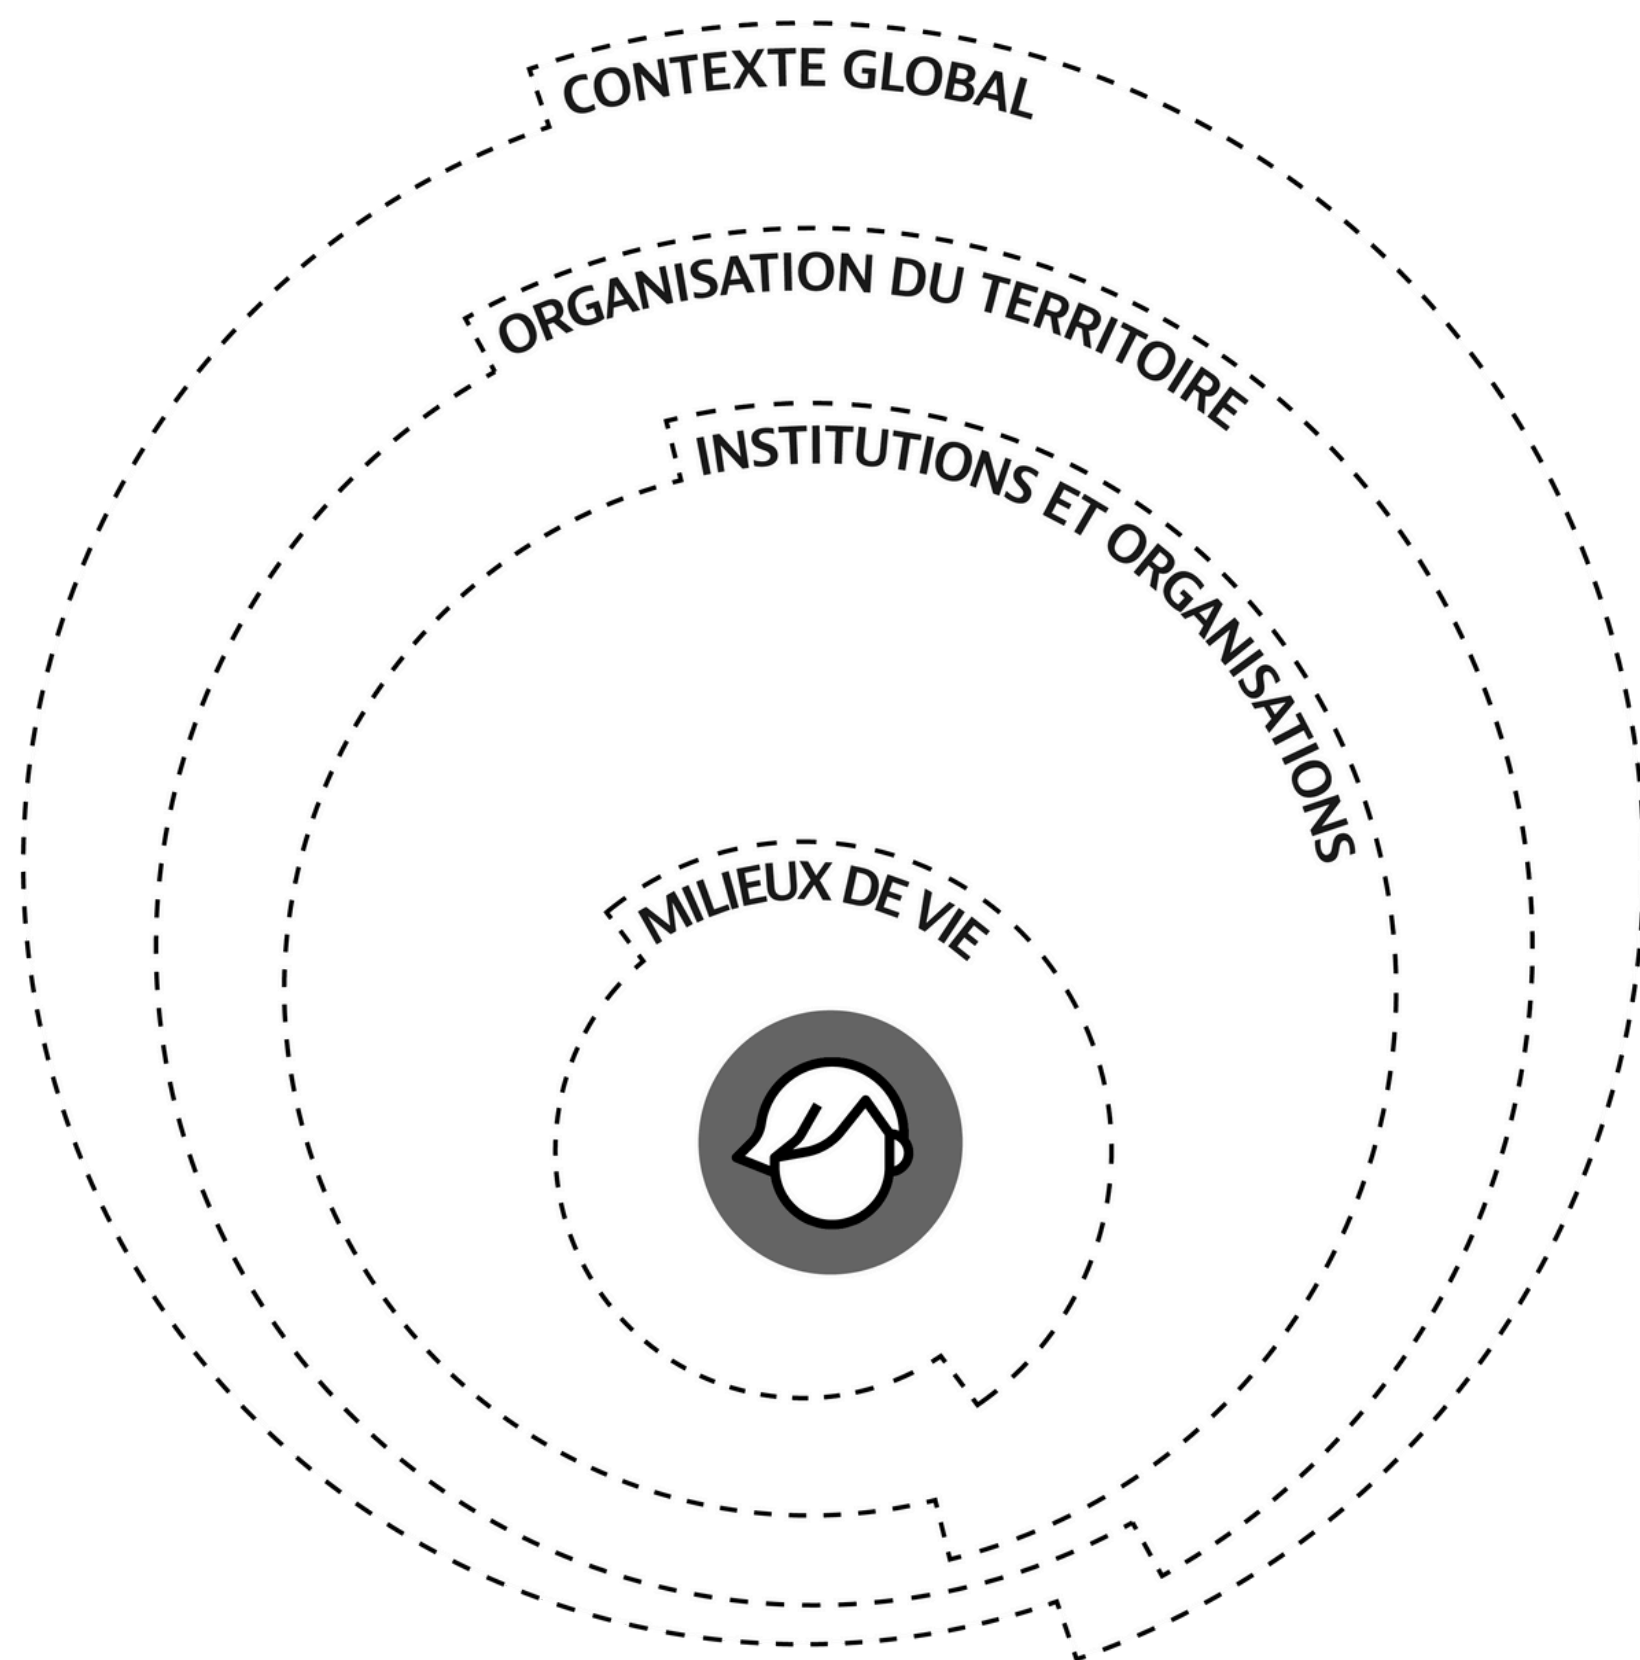 CONTEXTE GLOBAL
ORGANISATION DU TERRITOIRE
INSTITUTIONS ET ORGANISATIONS
MILIEUX DE VIE